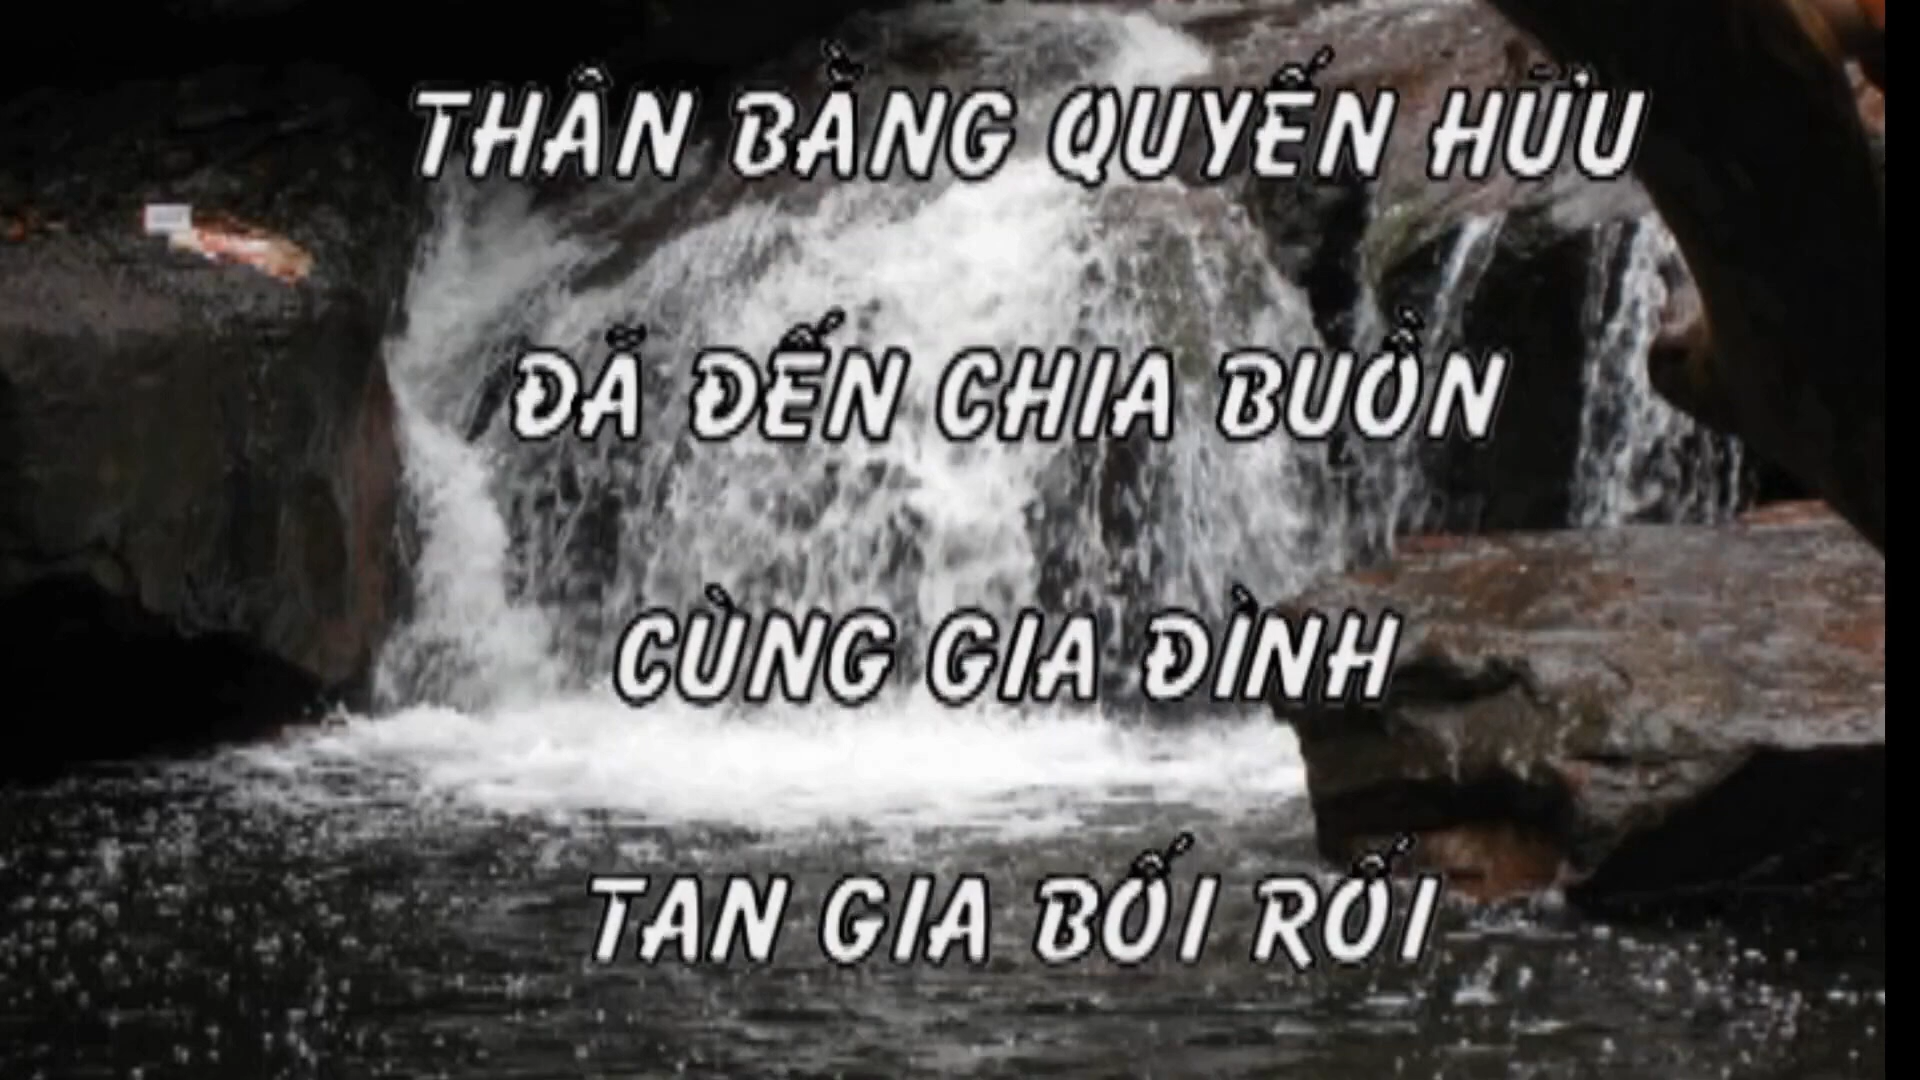 THÂN BẰNG QUYẾN HỮU
ĐÃ ĐẾN CHIA BUỒN
CÙNG GIA ĐÌNH
TAN GIA BỐI RỐI